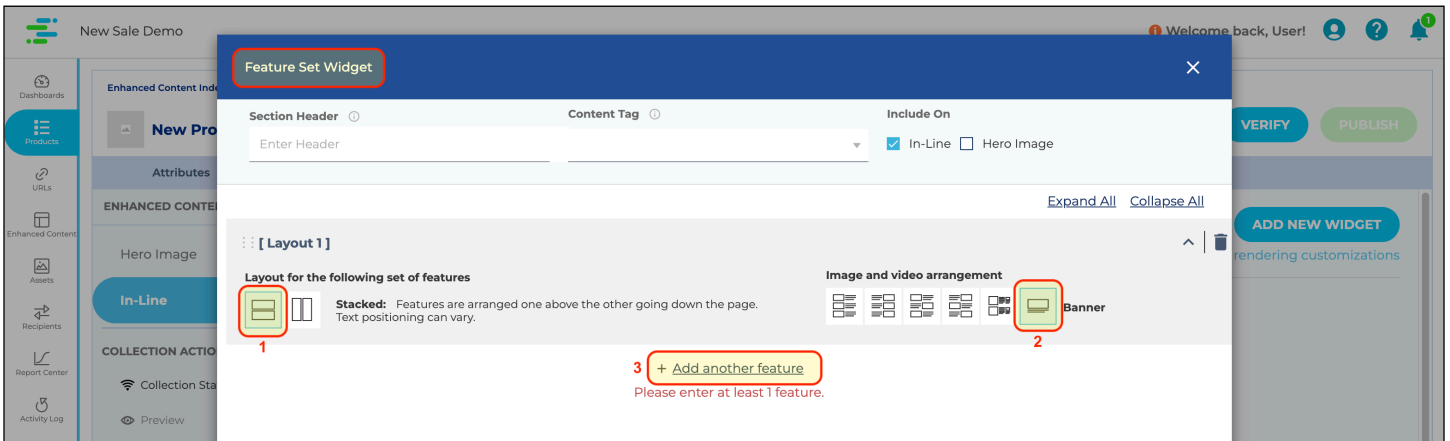 New Sale Demo
Welcome back, User!
1
Dashboards
Products
URLs
Enhanced Content
Assets
Recipients
Report Center
Activity Log
Enhanced Content Inde
New Pro
VERIFY
PUBLISH
Attributes
ENHANCED CONTE
Hero Image
In-Line
COLLECTION ACTIO
Collection Sta
Preview
ADD NEW WIDGET
rendering customizations
Feature Set Widget
Section Header
Content Tag
Include On
Enter Header
In-Line
Hero Image
Expand All Collapse All
[ Layout 1 ]
Layout for the following set of features
Image and video arrangement
Stacked: Features are arranged one above the other going down the page.
Text positioning can vary.
Banner
1
2
3 + Add another feature
Please enter at least 1 feature.